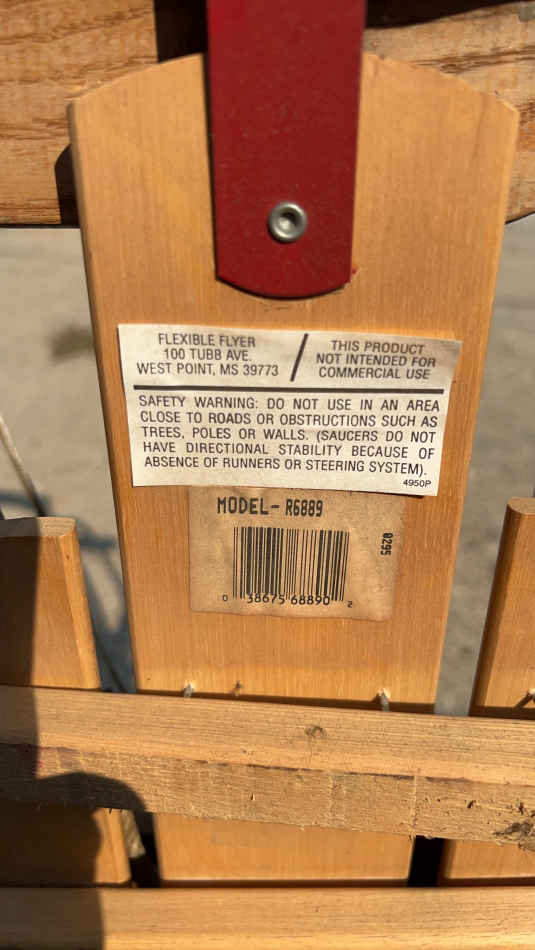 FLEXIBLE FLYER
100 TUBB AVE.
WEST POINT, MS 39773
THIS PRODUCT
NOT INTENDED FOR
COMMERCIAL USE
SAFETY WARNING: DO NOT USE IN AN AREA
CLOSE TO ROADS OR OBSTRUCTIONS SUCH AS
TREES, POLES OR WALLS. (SAUCERS DO NOT
HAVE DIRECTIONAL STABILITY BECAUSE OF
ABSENCE OF RUNNERS OR STEERING SYSTEM).
4950P
MODEL- R6889
0295
0 38675 68890 2